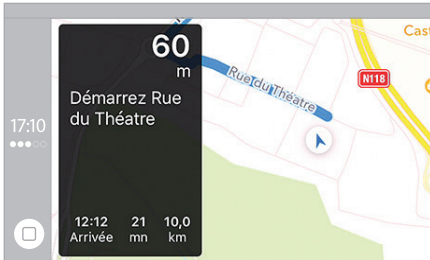 60
m
Démarrez Rue
du Théatre
17:10
12:12 21 10,0
Arrivée mn km
Rue du Théatre
N118
Cast